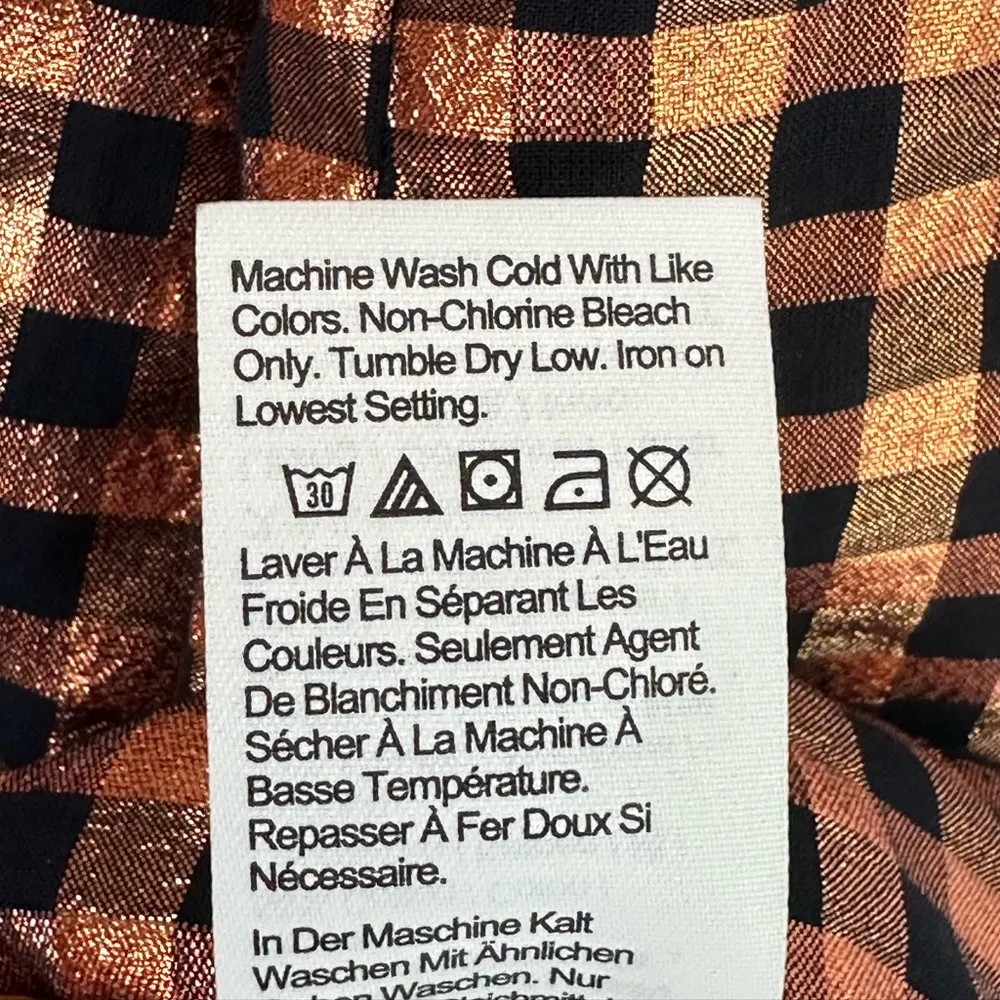 Machine Wash Cold With Like
Colors. Non-Chlorine Bleach
Only. Tumble Dry Low. Iron on
Lowest Setting.
30
Laver À La Machine À L'Eau
Froide En Séparant Les
Couleurs. Seulement Agent
De Blanchiment Non-Chloré.
Sécher À La Machine À
Basse Température.
Repasser À Fer Doux Si
Nécessaire.
In Der Maschine Kalt
Waschen Mit Ähnlichen
Waschen. Nur